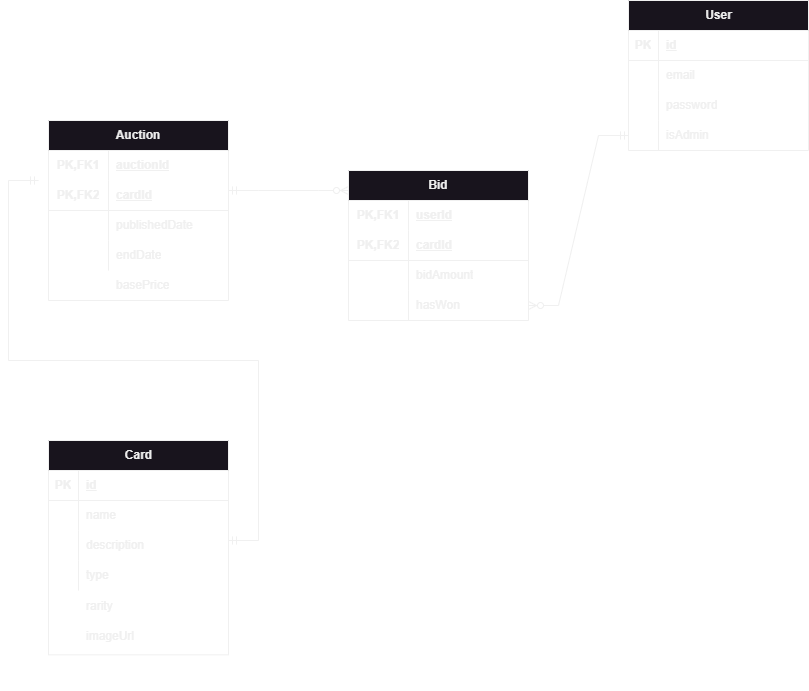 User
PK id
email
password
isAdmin
Auction
PK,FK1 auctionId
PK,FK2 cardId
publishedDate
endDate
basePrice
Bid
PK,FK1 userId
PK,FK2 cardId
bidAmount
hasWon
Card
PK id
name
description
type
rarity
imageUrl